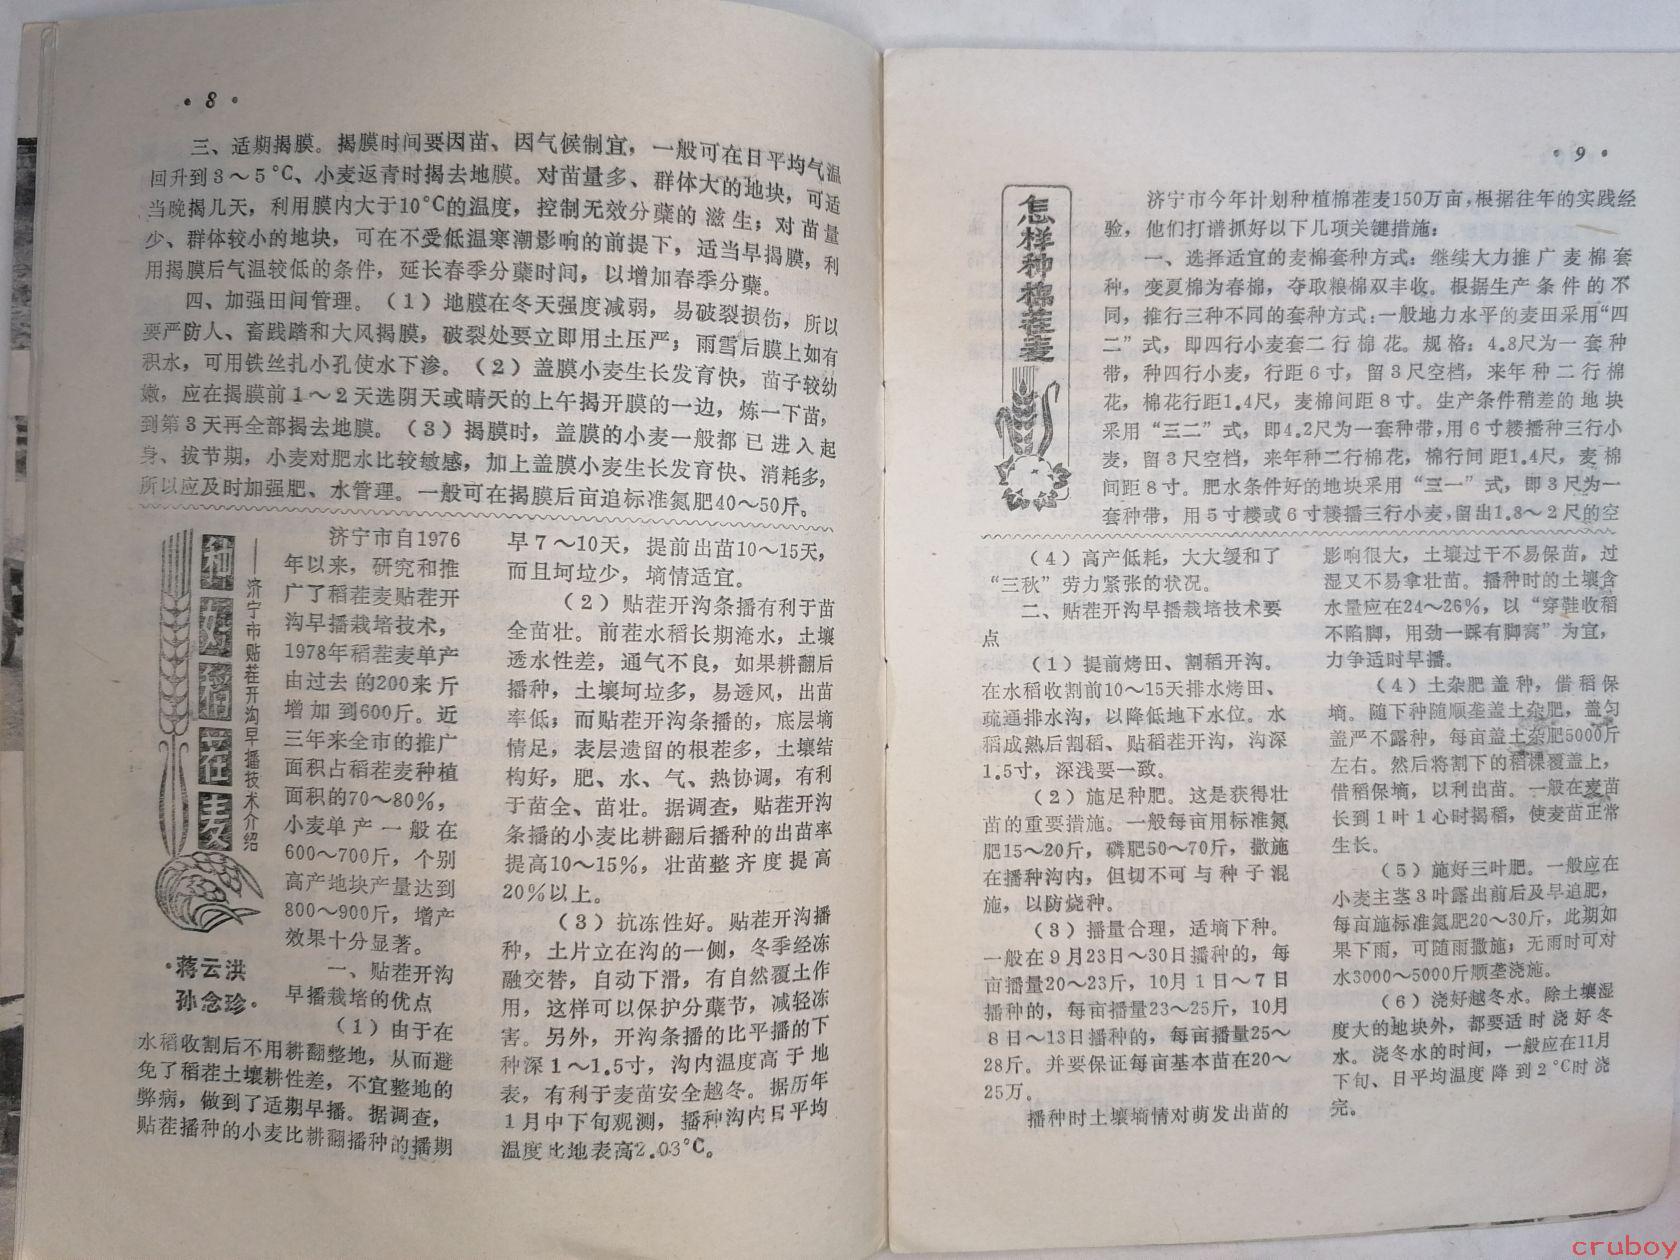 · 8 ·
三、适期揭膜。揭膜时间要因苗、因气候制宜，一般可在日平均气温
回升到3～5℃、小麦返青时揭去地膜。对苗量多、群体大的地块，可适
当晚揭几天，利用膜内大于10℃的温度，控制无效分蘖的滋生；对苗量
少、群体较小的地块，可在不受低温寒潮影响的前提下，适当早揭膜，利
用揭膜后气温较低的条件，延长春季分蘖时间，以增加春季分蘖。
四、加强田间管理。（1）地膜在冬天强度减弱，易破裂损伤，所以
要严防人、畜践踏和大风揭膜，破裂处要立即用土压严；雨雪后膜上如有
积水，可用铁丝扎小孔使水下渗。（2）盖膜小麦生长发育快，苗子较幼
嫩，应在揭膜前1～2天选阴天或晴天的上午揭开膜的一边，炼一下苗，
到第3天再全部揭去地膜。（3）揭膜时，盖膜的小麦一般都已进入起
身、拔节期，小麦对肥水比较敏感，加上盖膜小麦生长发育快、消耗多，
所以应及时加强肥、水管理。一般可在揭膜后亩追标准氮肥40～50斤。
种好稻茬麦
——济宁市贴茬开沟早播技术介绍
·蒋云洪
孙念珍·
济宁市自1976
年以来，研究和推
广了稻茬麦贴茬开
沟早播栽培技术，
1978年稻茬麦单产
由过去的200来斤
增加到600斤。近
三年来全市的推广
面积占稻茬麦种植
面积的70～80%，
小麦单产一般在
600～700斤，个别
高产地块产量达到
800～900斤，增产
效果十分显著。
一、贴茬开沟
早播栽培的优点
（1）由于在
水稻收割后不用耕翻整地，从而避
免了稻茬土壤耕性差，不宜整地的
弊病，做到了适期早播。据调查，
贴茬播种的小麦比耕翻播种的播期
早7～10天，提前出苗10～15天，
而且坷垃少，墒情适宜。
（2）贴茬开沟条播有利于苗
全苗壮。前茬水稻长期淹水，土壤
透水性差，通气不良，如果耕翻后
播种，土壤坷垃多，易透风，出苗
率低；而贴茬开沟条播的，底层墒
情足，表层遗留的根茬多，土壤结
构好，肥、水、气、热协调，有利
于苗全、苗壮。据调查，贴茬开沟
条播的小麦比耕翻后播种的出苗率
提高10～15%，壮苗整齐度提高
20%以上。
（3）抗冻性好。贴茬开沟播
种，土片立在沟的一侧，冬季经冻
融交替，自动下滑，有自然覆土作
用，这样可以保护分蘖节，减轻冻
害。另外，开沟条播的比平播的下
种深1～1.5寸，沟内温度高于地
表，有利于麦苗安全越冬。据历年
1月中下旬观测，播种沟内日平均
温度比地表高2.03℃。
· 9 ·
怎样种棉茬麦
济宁市今年计划种植棉茬麦150万亩，根据往年的实践经
验，他们打谱抓好以下几项关键措施：
一、选择适宜的麦棉套种方式：继续大力推广麦棉套
种，变夏棉为春棉，夺取粮棉双丰收。根据生产条件的不
同，推行三种不同的套种方式：一般地力水平的麦田采用“四
二”式，即四行小麦套二行棉花。规格：4.8尺为一套种
带，种四行小麦，行距6寸，留3尺空档，来年种二行棉
花，棉花行距1.4尺，麦棉间距8寸。生产条件稍差的地块
采用“三二”式，即4.2尺为一套种带，用6寸耧播种三行小
麦，留3尺空档，来年种二行棉花，棉行间距1.4尺，麦棉
间距8寸。肥水条件好的地块采用“三一”式，即3尺为一
套种带，用5寸耧或6寸耧播三行小麦，留出1.8～2尺的空
（4）高产低耗，大大缓和了
“三秋”劳力紧张的状况。
二、贴茬开沟早播栽培技术要
点
（1）提前烤田、割稻开沟。
在水稻收割前10～15天排水烤田、
疏通排水沟，以降低地下水位。水
稻成熟后割稻、贴稻茬开沟，沟深
1.5寸，深浅要一致。
（2）施足种肥。这是获得壮
苗的重要措施。一般每亩用标准氮
肥15～20斤，磷肥50～70斤，撒施
在播种沟内，但切不可与种子混
施，以防烧种。
（3）播量合理，适墒下种。
一般在9月23日～30日播种的，每
亩播量20～23斤，10月1日～7日
播种的，每亩播量23～25斤，10月
8日～13日播种的，每亩播量25～
28斤。并要保证每亩基本苗在20～
25万。
播种时土壤墒情对萌发出苗的
影响很大，土壤过干不易保苗，过
湿又不易拿壮苗。播种时的土壤含
水量应在24～26%，以“穿鞋收稻
不陷脚，用劲一踩有脚窝”为宜，
力争适时早播。
（4）土杂肥盖种，借稻保
墒。随下种随顺垄盖土杂肥，盖匀
盖严不露种，每亩盖土杂肥5000斤
左右。然后将割下的稻棵覆盖上，
借稻保墒，以利出苗。一般在麦苗
长到1叶1心时揭稻，使麦苗正常
生长。
（5）施好三叶肥。一般应在
小麦主茎3叶露出前后及早追肥，
每亩施标准氮肥20～30斤，此期如
果下雨，可随雨撒施；无雨时可对
水3000～5000斤顺垄浇施。
（6）浇好越冬水。除土壤湿
度大的地块外，都要适时浇好冬
水。浇冬水的时间，一般应在11月
下旬、日平均温度降到2℃时浇
完。
cruboy